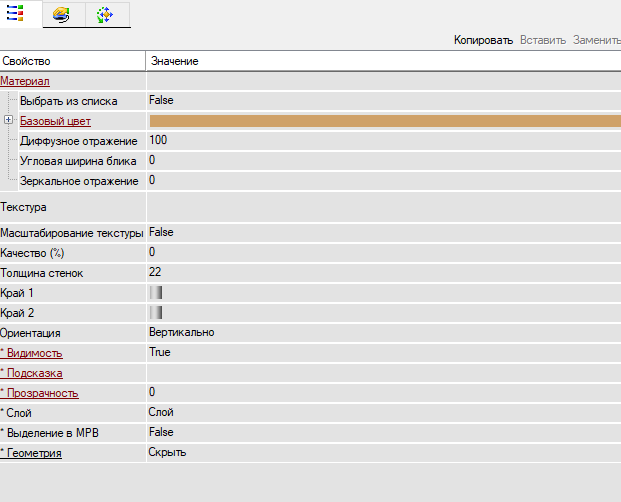 Копировать Вставить Заменить
Свойство Значение
Материал
Выбрать из списка False
Базовый цвет
Диффузное отражение 100
Угловая ширина блика 0
Зеркальное отражение 0
Текстура
Масштабирование текстуры False
Качество (%) 0
Толщина стенок 22
Край 1
Край 2
Ориентация Вертикально
* Видимость True
* Подсказка
* Прозрачность 0
* Слой Слой
* Выделение в МРВ False
* Геометрия Скрыть